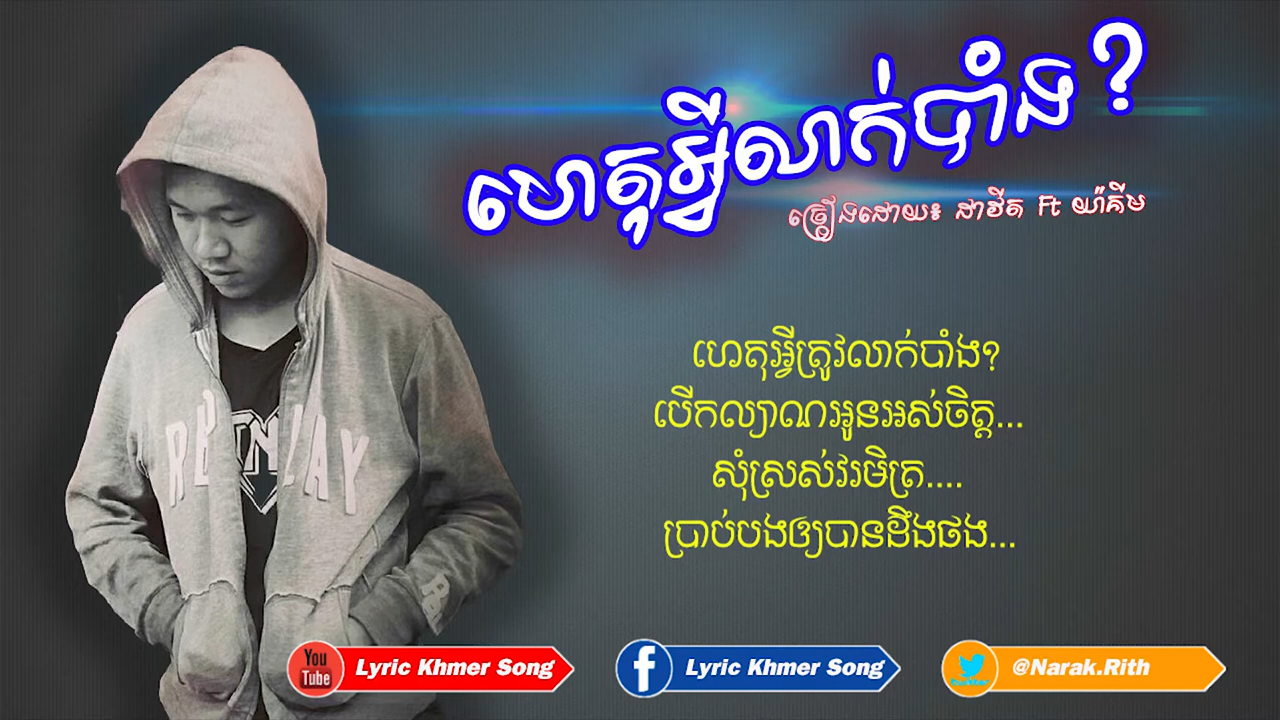 ហេតុអ្វីលាក់បាំង?
ច្រៀងដោយ៖ ដាវីត Ft យ៉ាគីម
ហេតុអ្វីត្រូវលាក់បាំង?
បើកល្យាណអូនអស់ចិត្ត...
សុំស្រស់វរមិត្រ....
ប្រាប់បងឲ្យបានដឹងផង...
You Tube Lyric Khmer Song
Lyric Khmer Song
@Narak.Rith